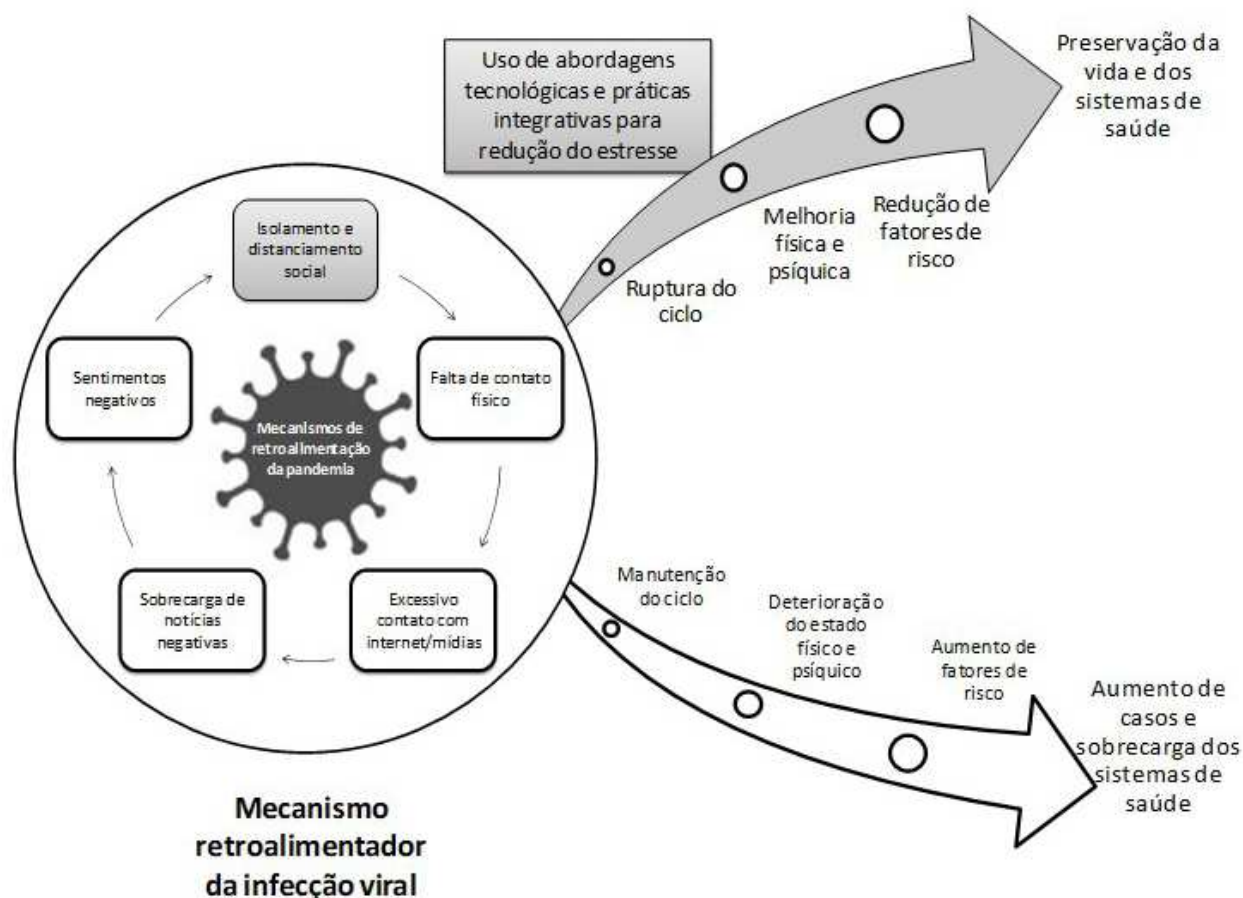 Uso de abordagens
tecnológicas e práticas
integrativas para
redução do estresse
Preservação da
vida e dos
sistemas de
saúde
Redução de
fatores de
risco
Melhoria
física e
psíquica
Ruptura do
ciclo
Isolamento e
distanciamento
social
Falta de contato
físico
Excessivo
contato com
internet/mídias
Sobrecarga de
notícias
negativas
Sentimentos
negativos
Mecanismos de
retroalimentação
da pandemia
Manutenção
do ciclo
Deterioração
do estado
físico e
psíquico
Aumento de
fatores de
risco
Aumento de
casos e
sobrecarga dos
sistemas de
saúde
Mecanismo
retroalimentador
da infecção viral